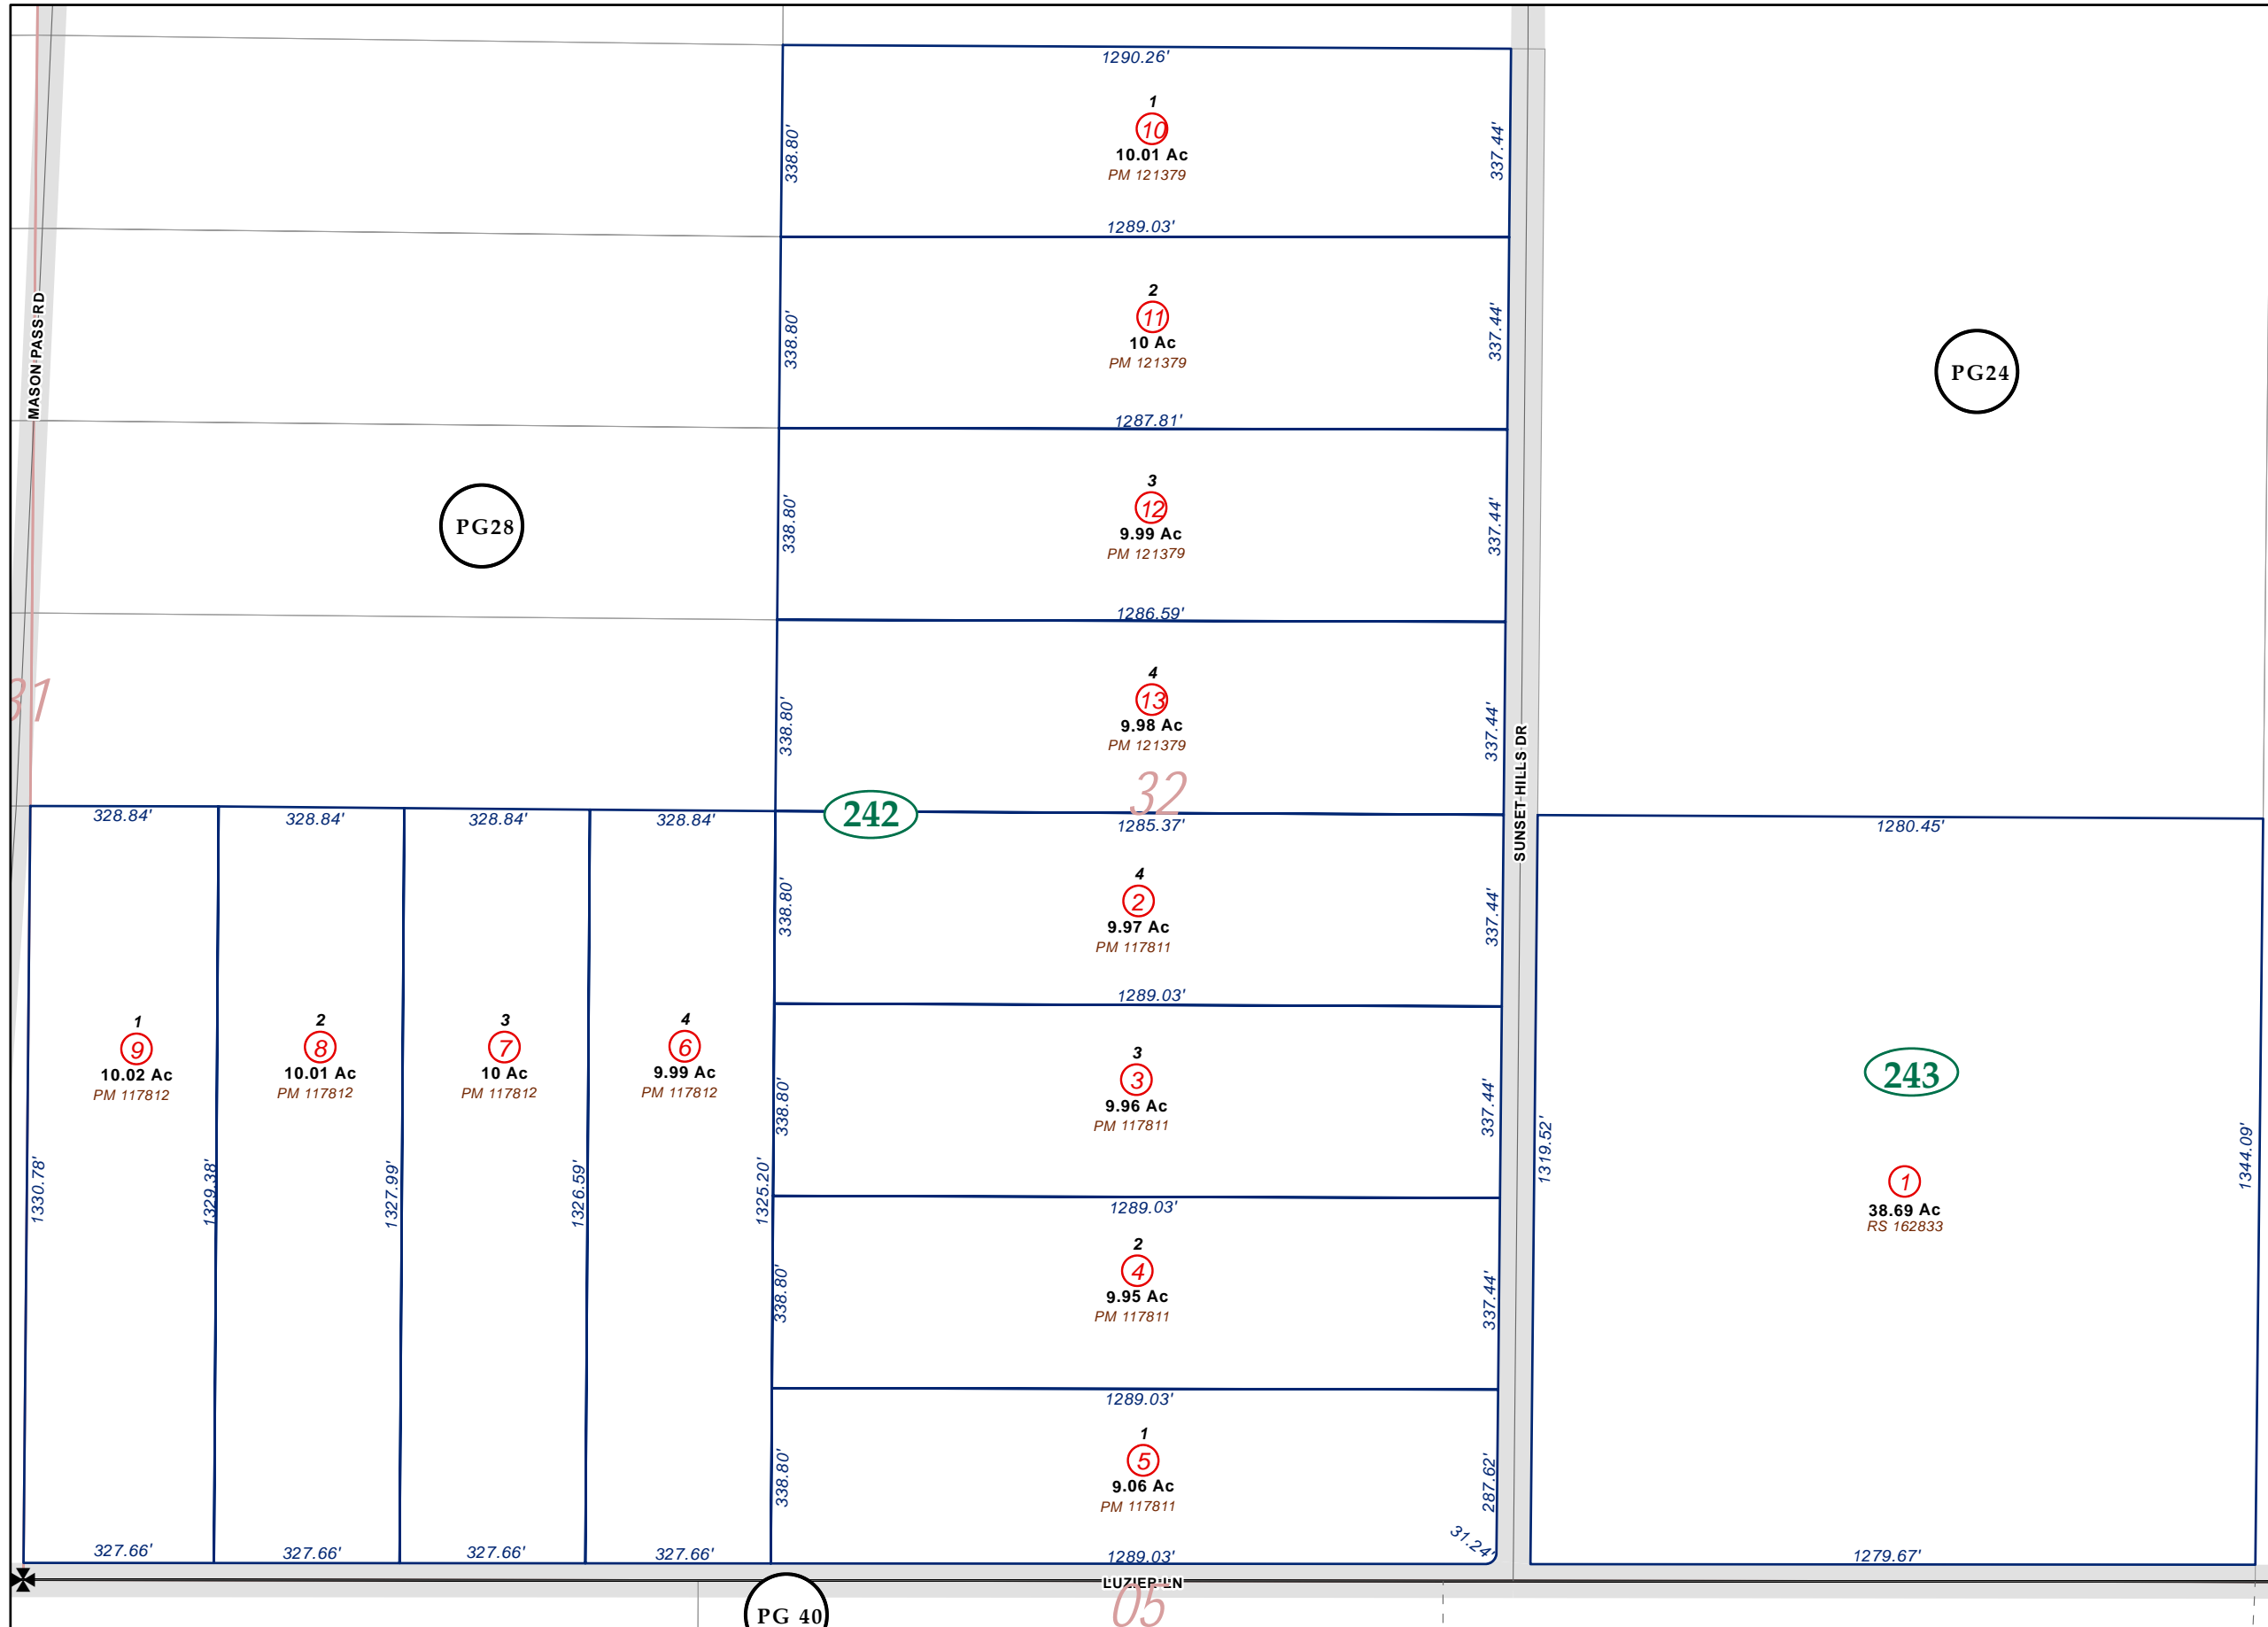 1290.26'
1
10
10.01 Ac
PM 121379
338.80'
337.44'
1289.03'
2
11
10 Ac
PM 121379
338.80'
337.44'
MASON PASS RD
PG24
1287.81'
3
12
9.99 Ac
PM 121379
338.80'
337.44'
PG28
1286.59'
4
13
9.98 Ac
PM 121379
338.80'
337.44'
31
32
SUNSET HILLS DR
242
328.84'
328.84'
328.84'
328.84'
1285.37'
1280.45'
4
2
9.97 Ac
PM 117811
338.80'
337.44'
1289.03'
1
9
10.02 Ac
PM 117812
2
8
10.01 Ac
PM 117812
3
7
10 Ac
PM 117812
4
6
9.99 Ac
PM 117812
3
3
9.96 Ac
PM 117811
338.80'
337.44'
243
1330.78'
1329.38'
1327.99'
1326.59'
1325.20'
1319.52'
1344.09'
1
38.69 Ac
RS 162833
1289.03'
2
4
9.95 Ac
PM 117811
338.80'
337.44'
1289.03'
1
5
9.06 Ac
PM 117811
338.80'
287.62'
31.24'
327.66'
327.66'
327.66'
327.66'
1289.03'
1279.67'
LUZIER LN
PG 40
05